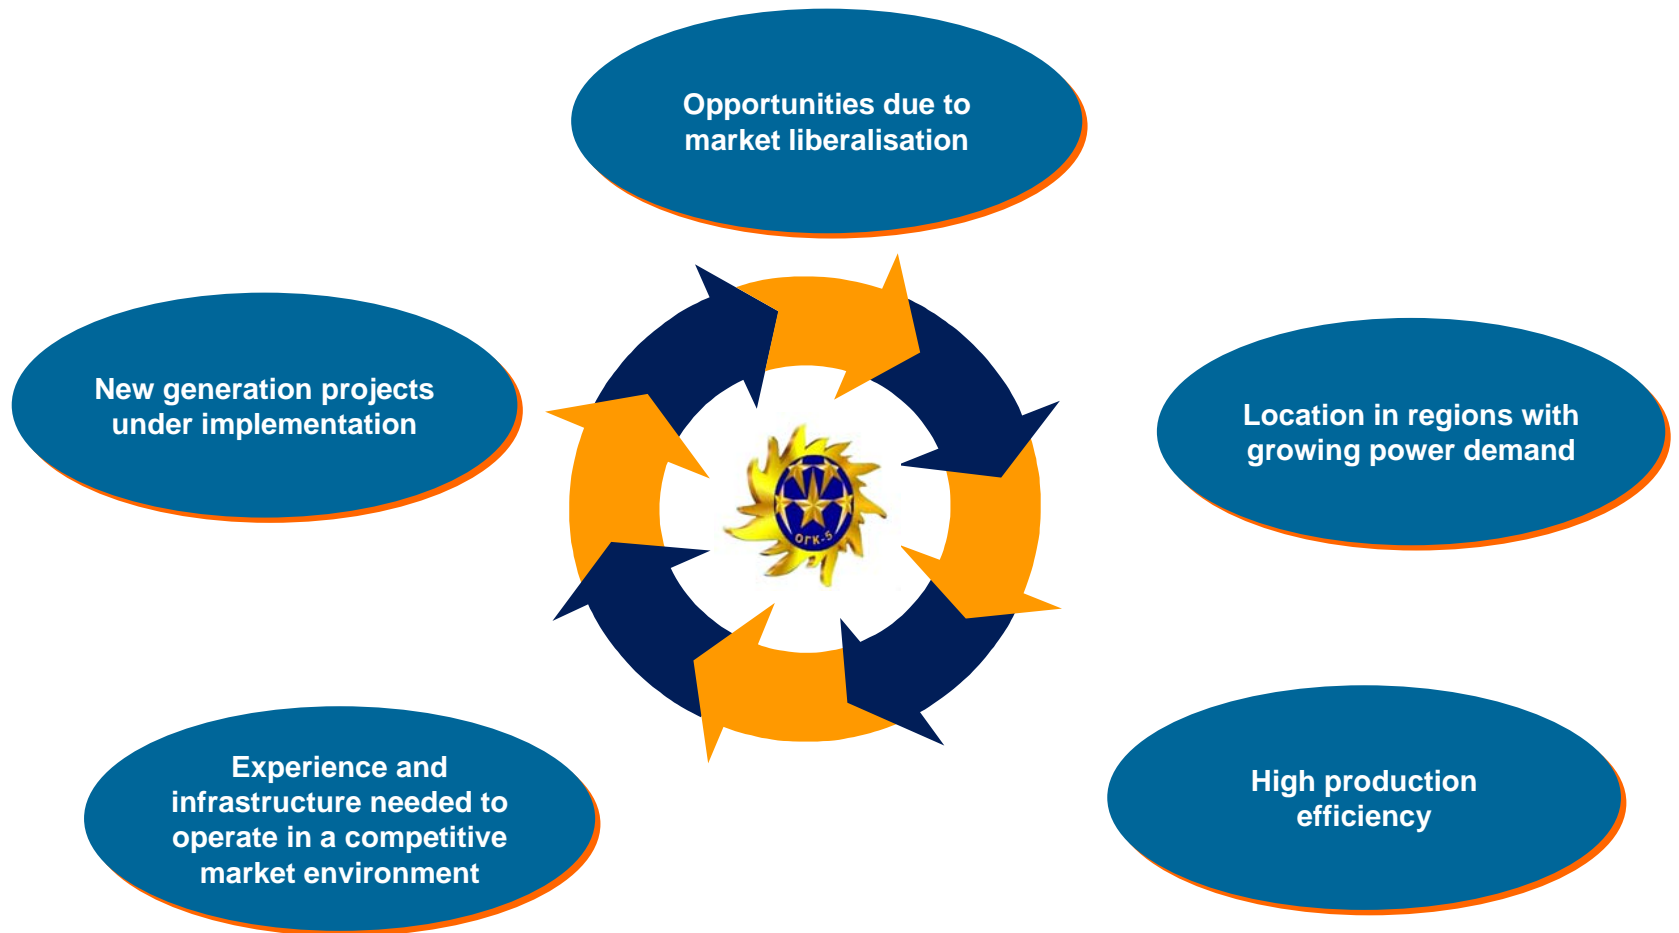 Opportunities due to
market liberalisation
New generation projects
under implementation
Location in regions with
growing power demand
ОГК-5
Experience and
infrastructure needed to
operate in a competitive
market environment
High production
efficiency